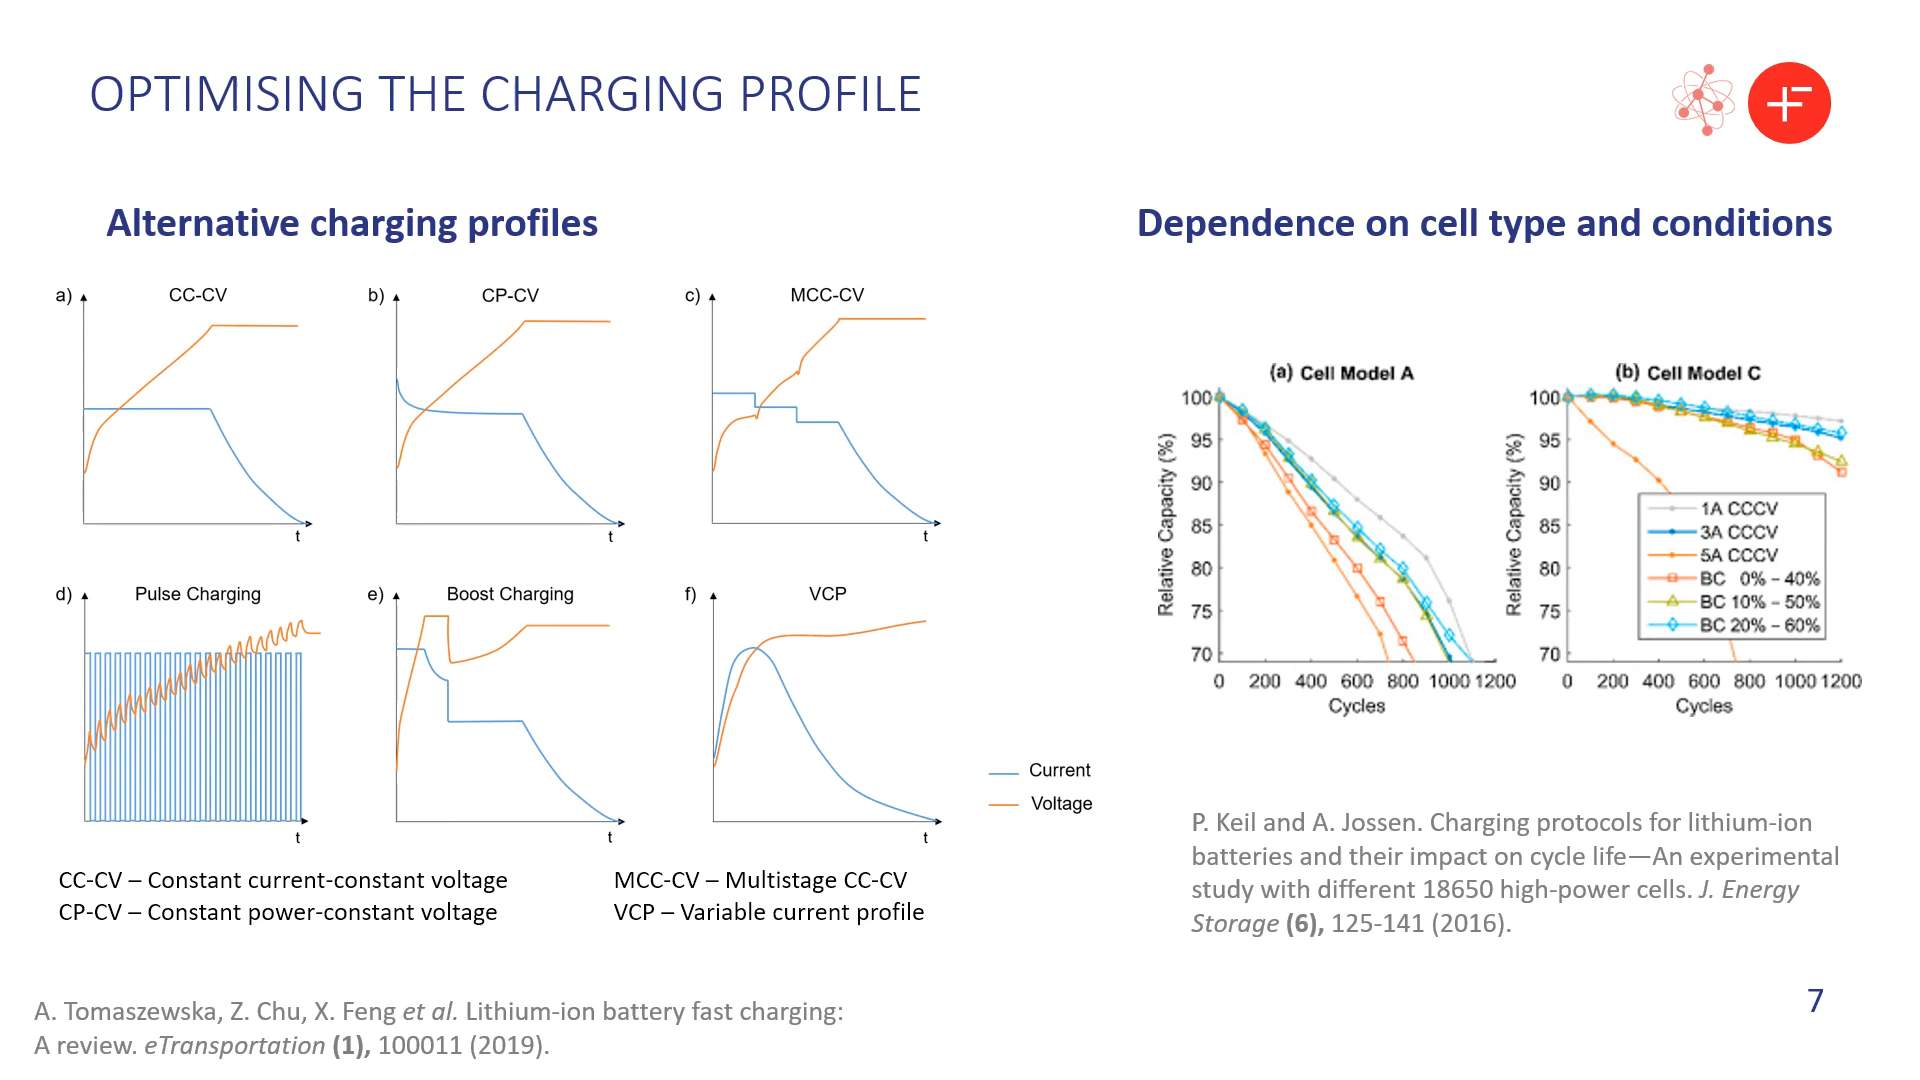 OPTIMISING THE CHARGING PROFILE
Alternative charging profiles
a) CC-CV
t
b) CP-CV
t
c) MCC-CV
t
d) Pulse Charging
t
e) Boost Charging
t
f) VCP
t
Current
Voltage
CC-CV – Constant current-constant voltage
CP-CV – Constant power-constant voltage
MCC-CV – Multistage CC-CV
VCP – Variable current profile
A. Tomaszewska, Z. Chu, X. Feng et al. Lithium-ion battery fast charging:
A review. eTransportation (1), 100011 (2019).
Dependence on cell type and conditions
(a) Cell Model A
Relative Capacity (%)
100
95
90
85
80
75
70
0 200 400 600 800 1000 1200
Cycles
(b) Cell Model C
Relative Capacity (%)
100
95
90
85
80
75
70
0 200 400 600 800 1000 1200
Cycles
1A CCCV
3A CCCV
5A CCCV
BC 0% – 40%
BC 10% – 50%
BC 20% – 60%
P. Keil and A. Jossen. Charging protocols for lithium-ion
batteries and their impact on cycle life—An experimental
study with different 18650 high-power cells. J. Energy
Storage (6), 125-141 (2016).
7